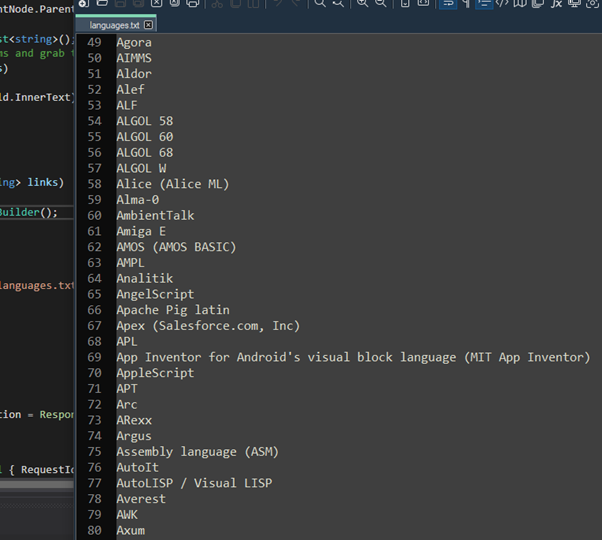 ntNode.Parent
st<string>();
ms and grab
s)
ld.InnerText)
ing> links)
Builder();
languages.txt
tion = Respon
l { RequestId
languages.txt
49 Agora
50 AIMMS
51 Aldor
52 Alef
53 ALF
54 ALGOL 58
55 ALGOL 60
56 ALGOL 68
57 ALGOL W
58 Alice (Alice ML)
59 Alma-0
60 AmbientTalk
61 Amiga E
62 AMOS (AMOS BASIC)
63 AMPL
64 Analitik
65 AngelScript
66 Apache Pig latin
67 Apex (Salesforce.com, Inc)
68 APL
69 App Inventor for Android's visual block language (MIT App Inventor)
70 AppleScript
71 APT
72 Arc
73 ARexx
74 Argus
75 Assembly language (ASM)
76 AutoIt
77 AutoLISP / Visual LISP
78 Averest
79 AWK
80 Axum